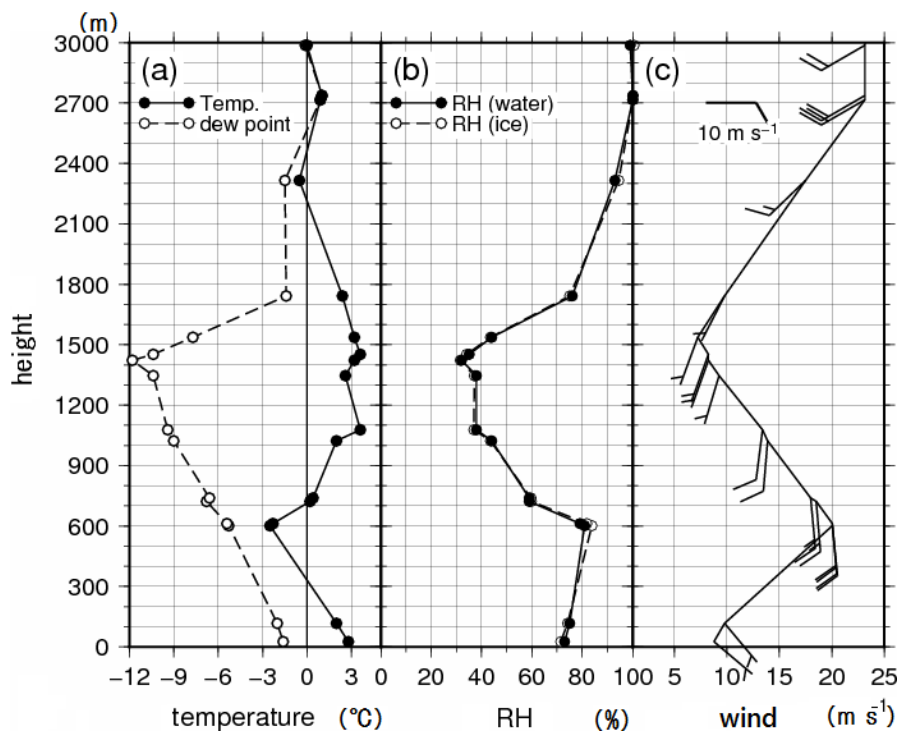 (m)
3000
2700
2400
2100
1800
1500
1200
900
600
300
0
height
(a)
Temp.
dew point
(b)
RH (water)
RH (ice)
(c)
10 m s⁻¹
−12 −9 −6 −3 0 3
0 20 40 60 80 100
5 10 15 20 25
temperature (℃)
RH (%)
wind (m s⁻¹)